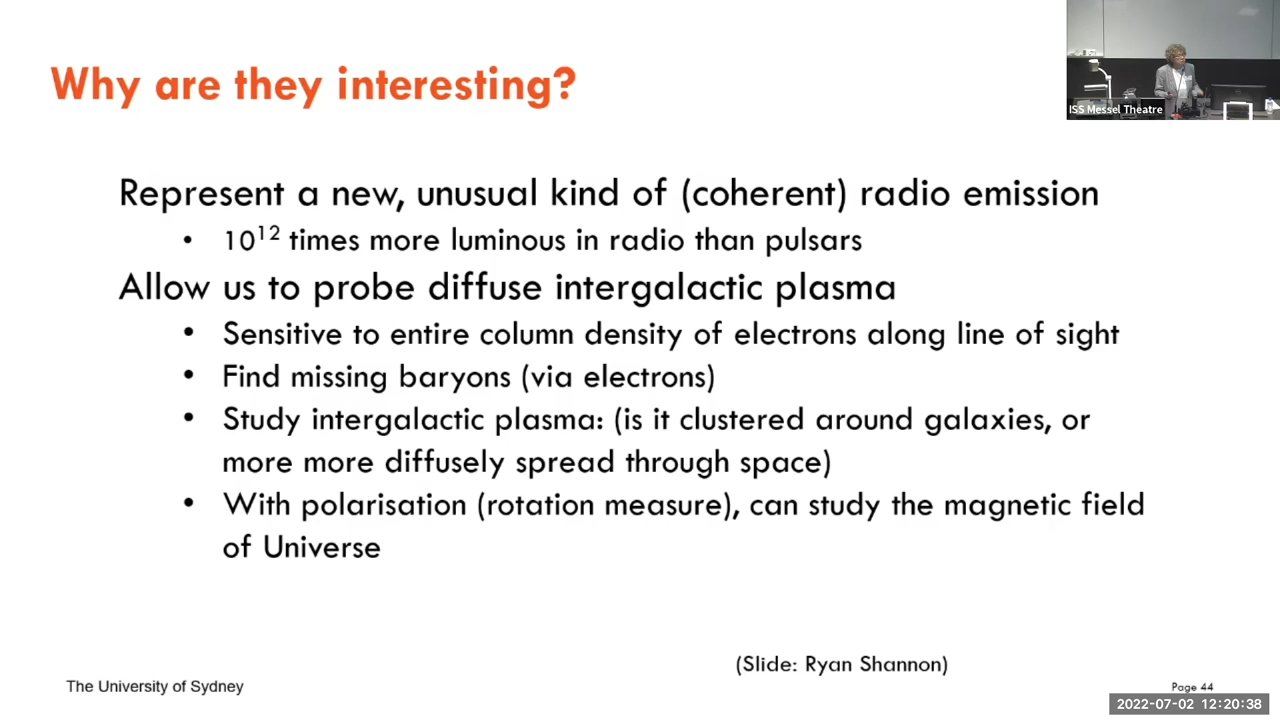 Why are they interesting?
ISS Messel Theatre
Represent a new, unusual kind of (coherent) radio emission
• 10¹² times more luminous in radio than pulsars
Allow us to probe diffuse intergalactic plasma
• Sensitive to entire column density of electrons along line of sight
• Find missing baryons (via electrons)
• Study intergalactic plasma: (is it clustered around galaxies, or
more more diffusely spread through space)
• With polarisation (rotation measure), can study the magnetic field
of Universe
(Slide: Ryan Shannon)
The University of Sydney
Page 44
2022-07-02 12:20:38